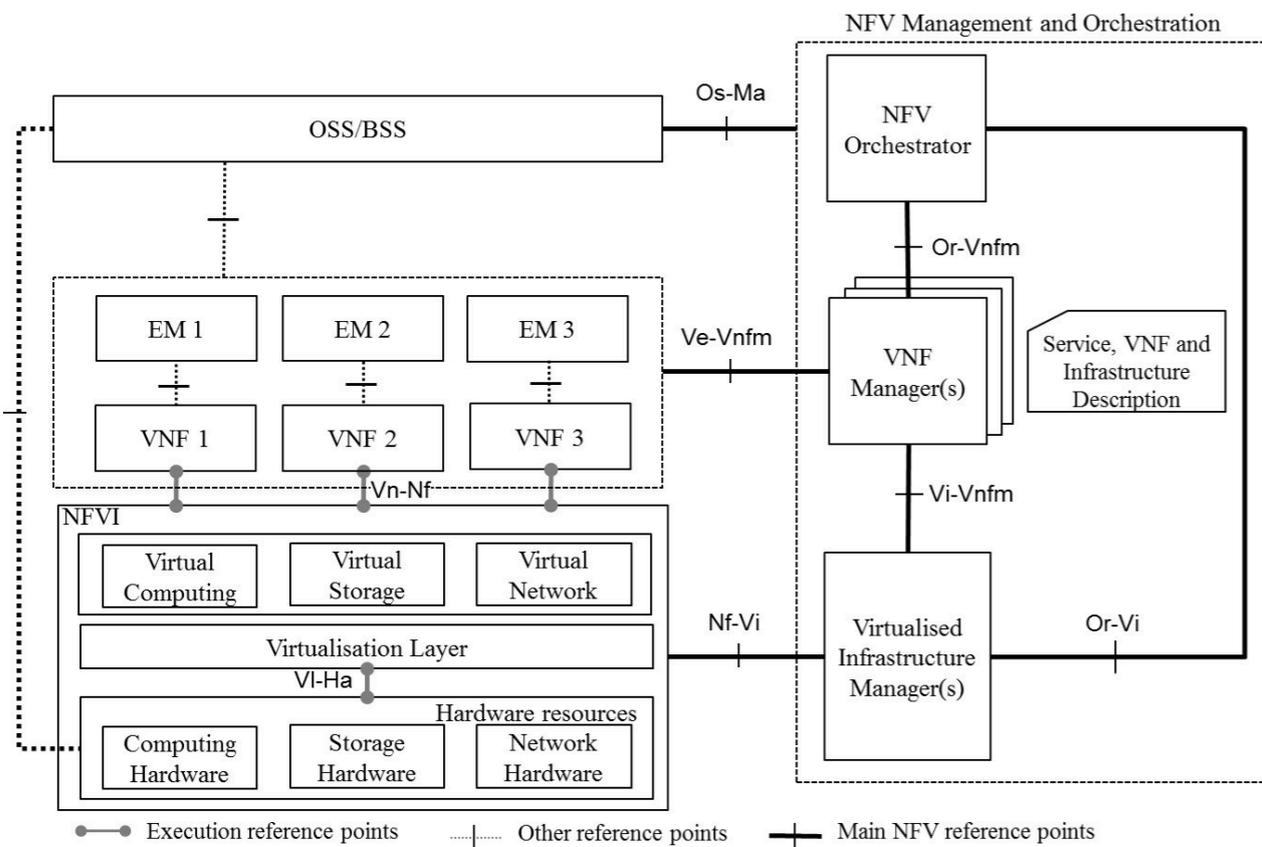 NFV Management and Orchestration
Os-Ma
OSS/BSS
NFV
Orchestrator
Or-Vnfm
EM 1
EM 2
EM 3
Ve-Vnfm
VNF
Manager(s)
Service, VNF and
Infrastructure
Description
VNF 1
VNF 2
VNF 3
Vn-Nf
Vi-Vnfm
NFVI
Virtual
Computing
Virtual
Storage
Virtual
Network
Nf-Vi
Virtualised
Infrastructure
Manager(s)
Or-Vi
Virtualisation Layer
Vl-Ha
Hardware resources
Computing
Hardware
Storage
Hardware
Network
Hardware
Execution reference points
Other reference points
Main NFV reference points